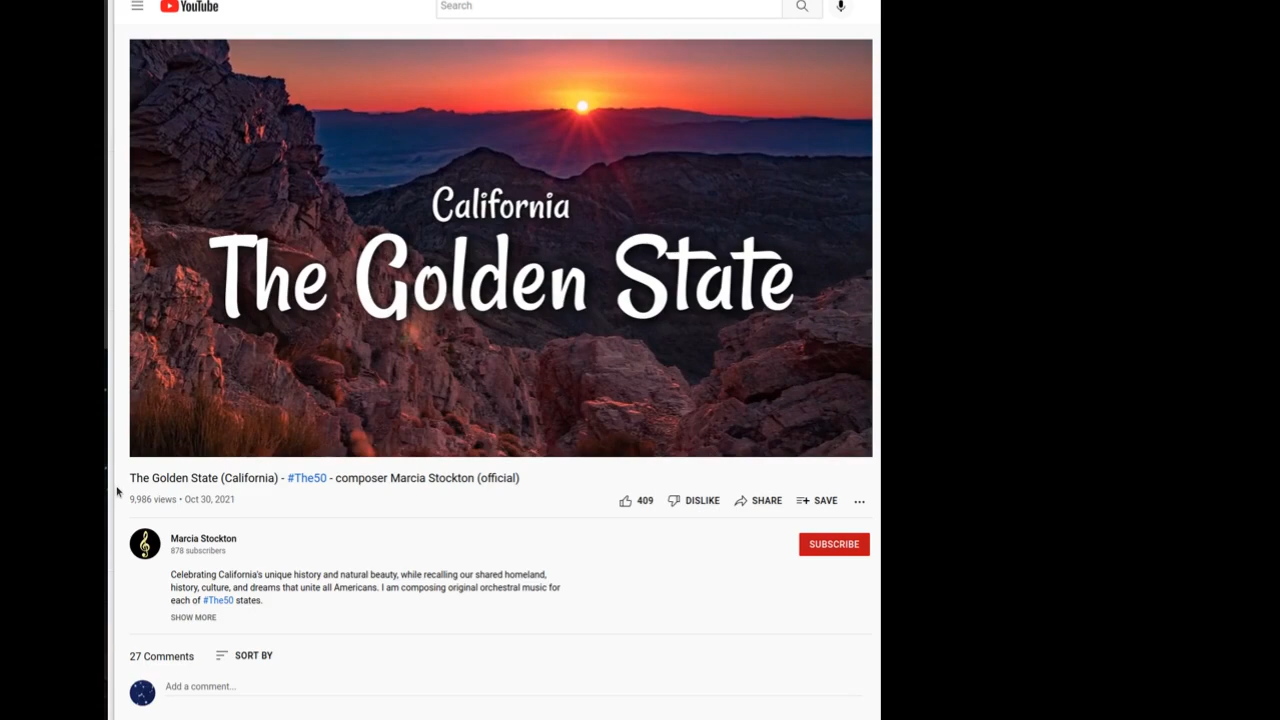 YouTube
Search
California
The Golden State
The Golden State (California) - #The50 - composer Marcia Stockton (official)
9,986 views • Oct 30, 2021
409 DISLIKE SHARE SAVE
Marcia Stockton
878 subscribers
SUBSCRIBE
Celebrating California's unique history and natural beauty, while recalling our shared homeland,
history, culture, and dreams that unite all Americans. I am composing original orchestral music for
each of #The50 states.
SHOW MORE
27 Comments SORT BY
Add a comment...